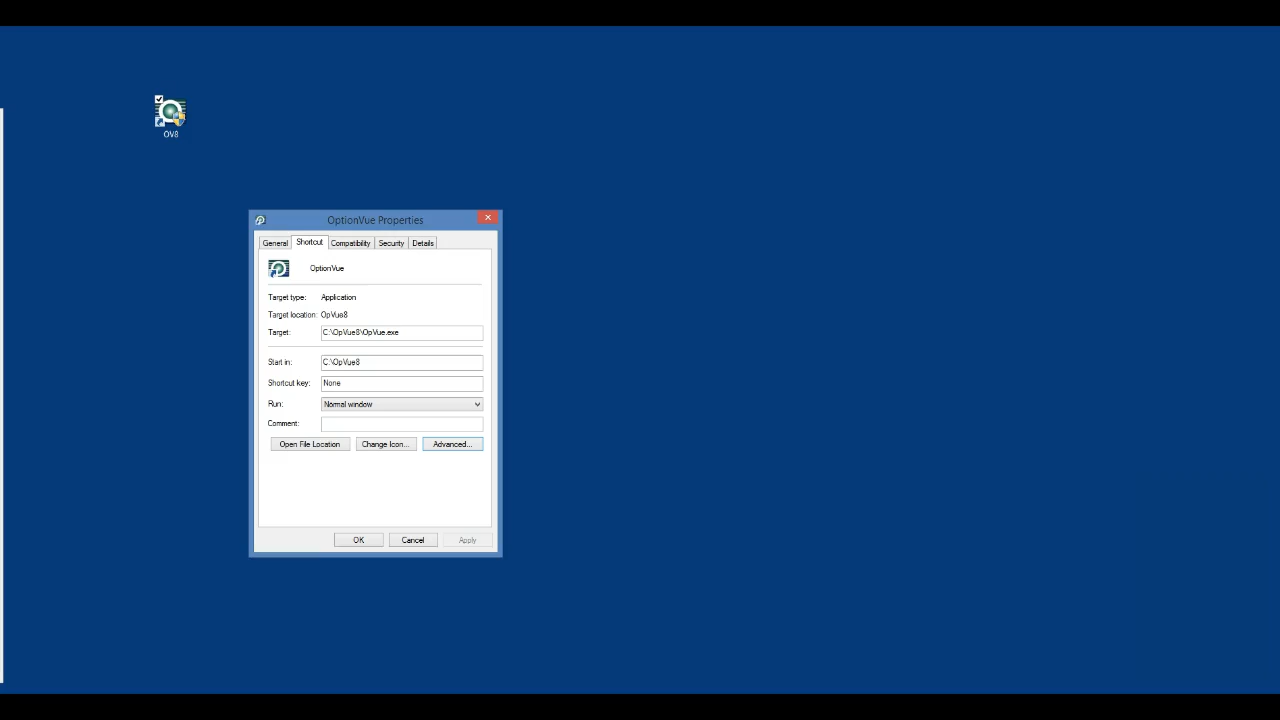 OV8
OptionVue Properties
General Shortcut Compatibility Security Details
OptionVue
Target type: Application
Target location: OpVue8
Target: C:\OpVue8\OpVue.exe
Start in: C:\OpVue8
Shortcut key: None
Run: Normal window
Comment:
Open File Location Change Icon... Advanced...
OK Cancel Apply